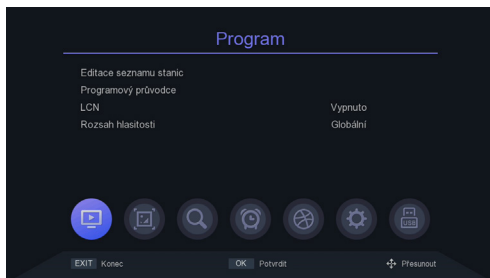 Program
Editace seznamu stanic
Programový průvodce
LCN Vypnuto
Rozsah hlasitosti Globální
USB
EXIT Konec OK Potvrdit Přesunout